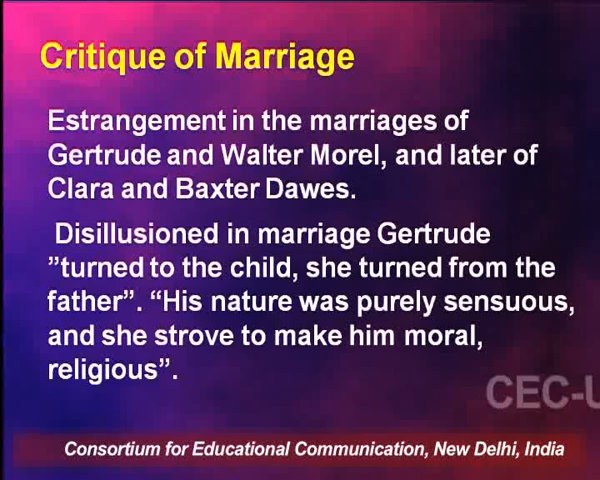 Critique of Marriage
Estrangement in the marriages of
Gertrude and Walter Morel, and later of
Clara and Baxter Dawes.
Disillusioned in marriage Gertrude
”turned to the child, she turned from the
father”. “His nature was purely sensuous,
and she strove to make him moral,
religious”.
CEC-U
Consortium for Educational Communication, New Delhi, India